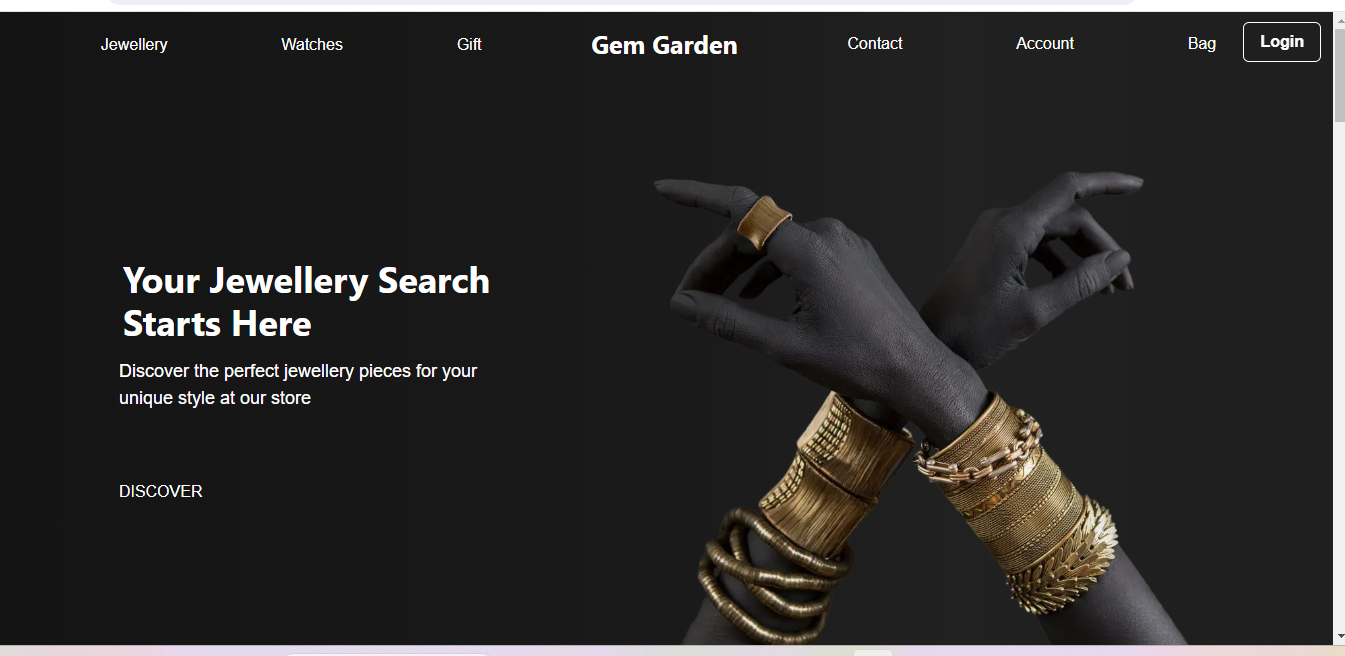 Jewellery
Watches
Gift
Gem Garden
Contact
Account
Bag
Login
Your Jewellery Search
Starts Here
Discover the perfect jewellery pieces for your
unique style at our store
DISCOVER